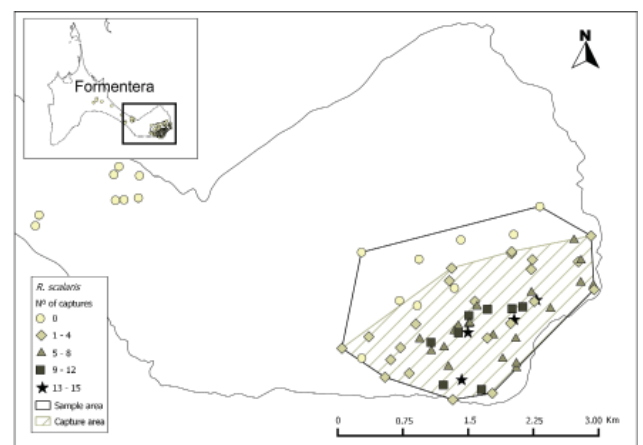 Formentera
N
R. scalaris
Nº of captures
0
1 - 4
5 - 8
9 - 12
13 - 15
Sample area
Capture area
0 0.75 1.5 2.25 3.00 Km